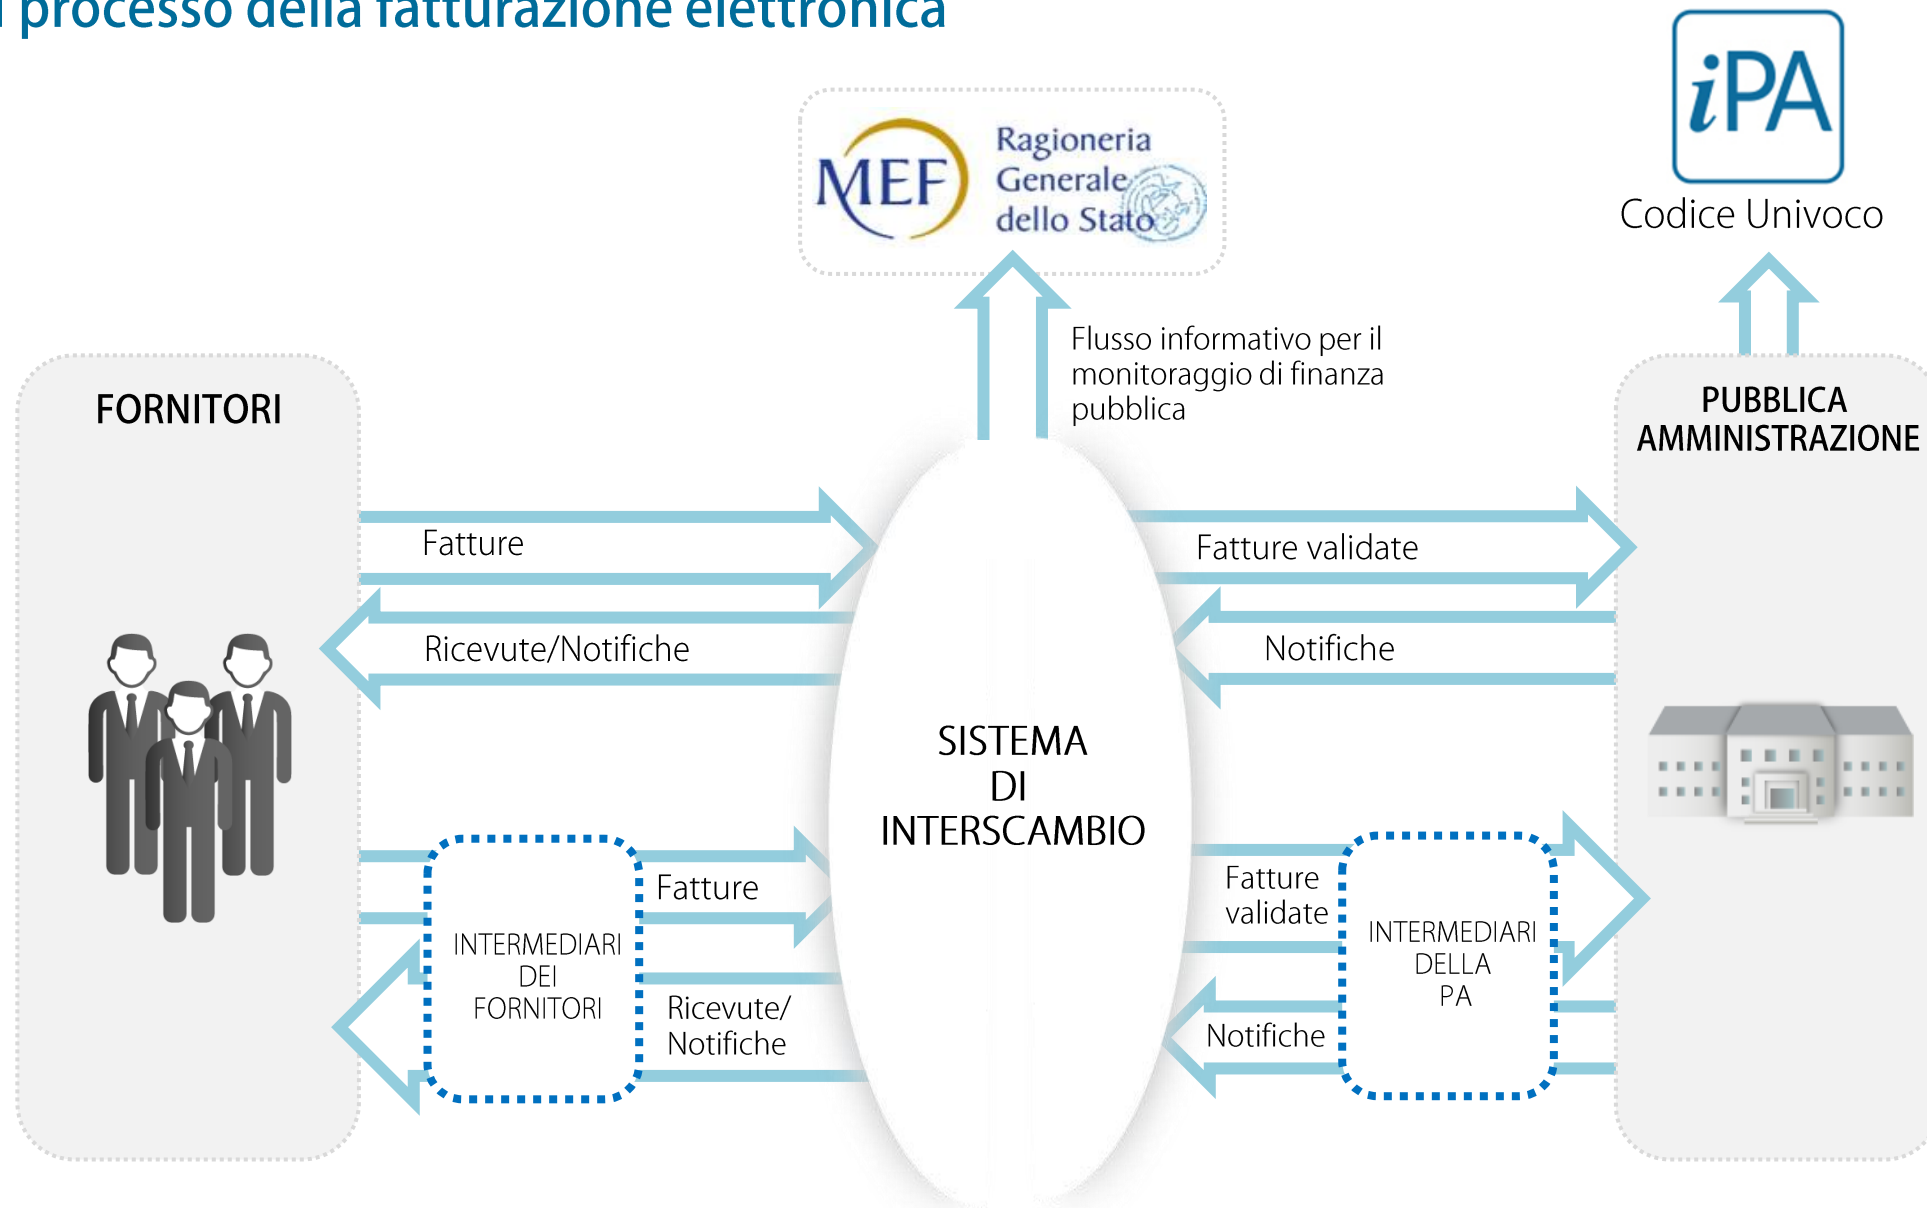 processo della fatturazione elettronica
iPA
Codice Univoco
MEF
Ragioneria
Generale
dello Stato
Flusso informativo per il
monitoraggio di finanza
pubblica
FORNITORI
PUBBLICA
AMMINISTRAZIONE
Fatture
Fatture validate
Ricevute/Notifiche
Notifiche
SISTEMA
DI
INTERSCAMBIO
Fatture
Fatture
validate
INTERMEDIARI
DEI
FORNITORI
INTERMEDIARI
DELLA
PA
Ricevute/
Notifiche
Notifiche